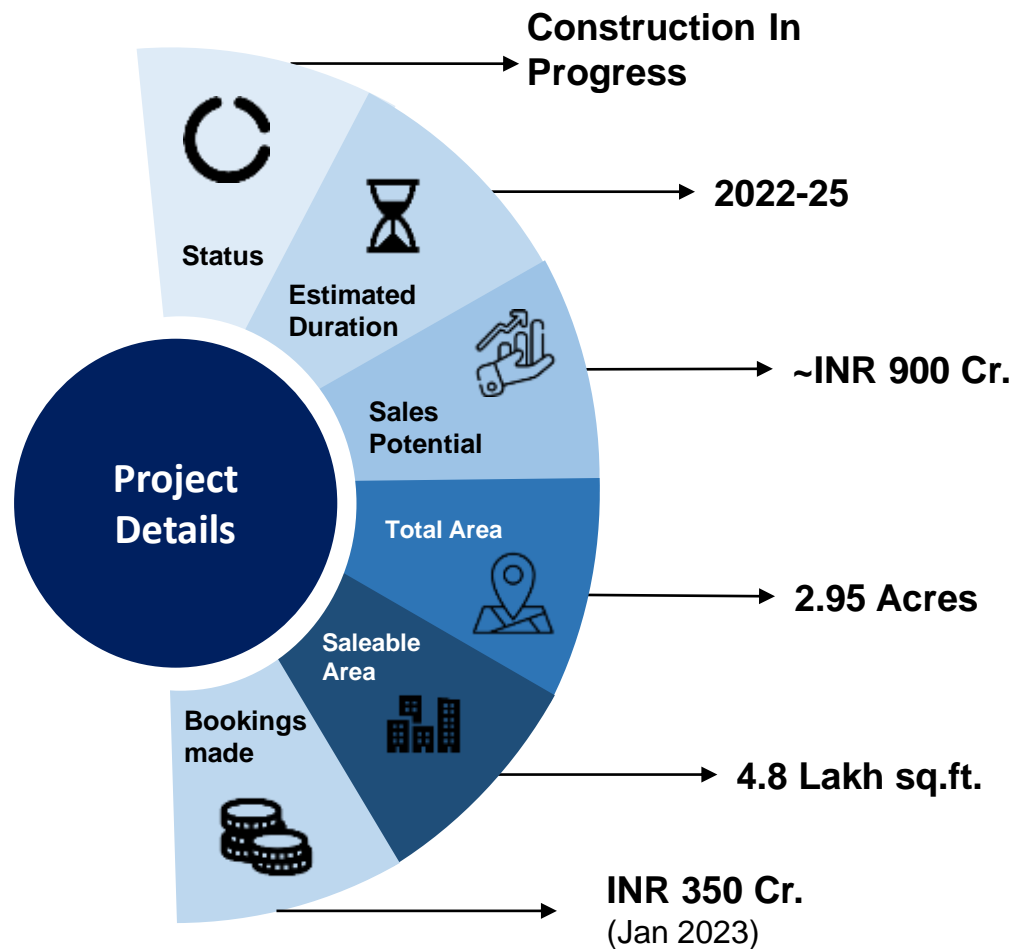 Project
Details
Status
Construction In
Progress
Estimated
Duration
2022-25
Sales
Potential
~INR 900 Cr.
Total Area
2.95 Acres
Saleable
Area
4.8 Lakh sq.ft.
Bookings
made
INR 350 Cr.
(Jan 2023)